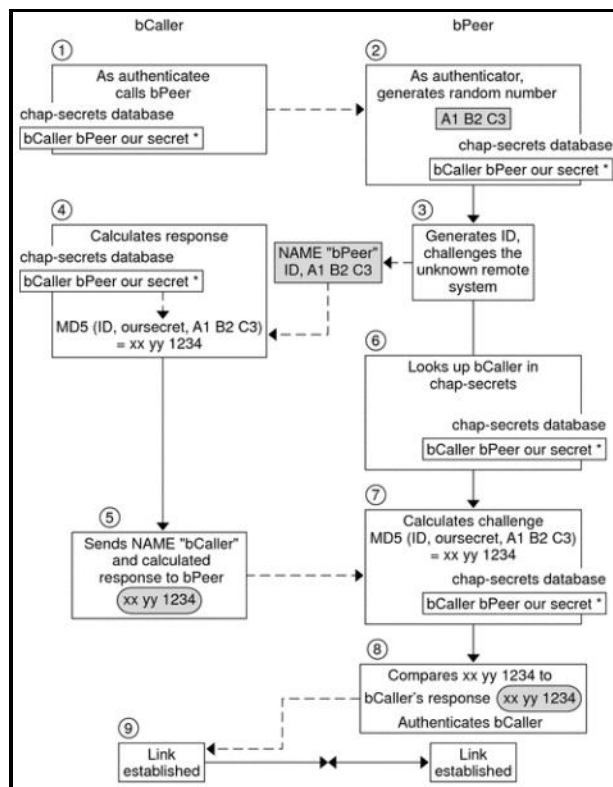 bCaller
bPeer
1
As authenticatee
calls bPeer
chap-secrets database
bCaller bPeer our secret *
2
As authenticator,
generates random number
A1 B2 C3
chap-secrets database
bCaller bPeer our secret *
3
Generates ID,
challenges the
unknown remote
system
NAME "bPeer"
ID, A1 B2 C3
4
Calculates response
chap-secrets database
bCaller bPeer our secret *
MD5 (ID, oursecret, A1 B2 C3)
= xx yy 1234
5
Sends NAME "bCaller"
and calculated
response to bPeer
xx yy 1234
6
Looks up bCaller in
chap-secrets
chap-secrets database
bCaller bPeer our secret *
7
Calculates challenge
MD5 (ID, oursecret, A1 B2 C3)
= xx yy 1234
chap-secrets database
bCaller bPeer our secret *
8
Compares xx yy 1234 to
bCaller's response xx yy 1234
Authenticates bCaller
9
Link
established
Link
established